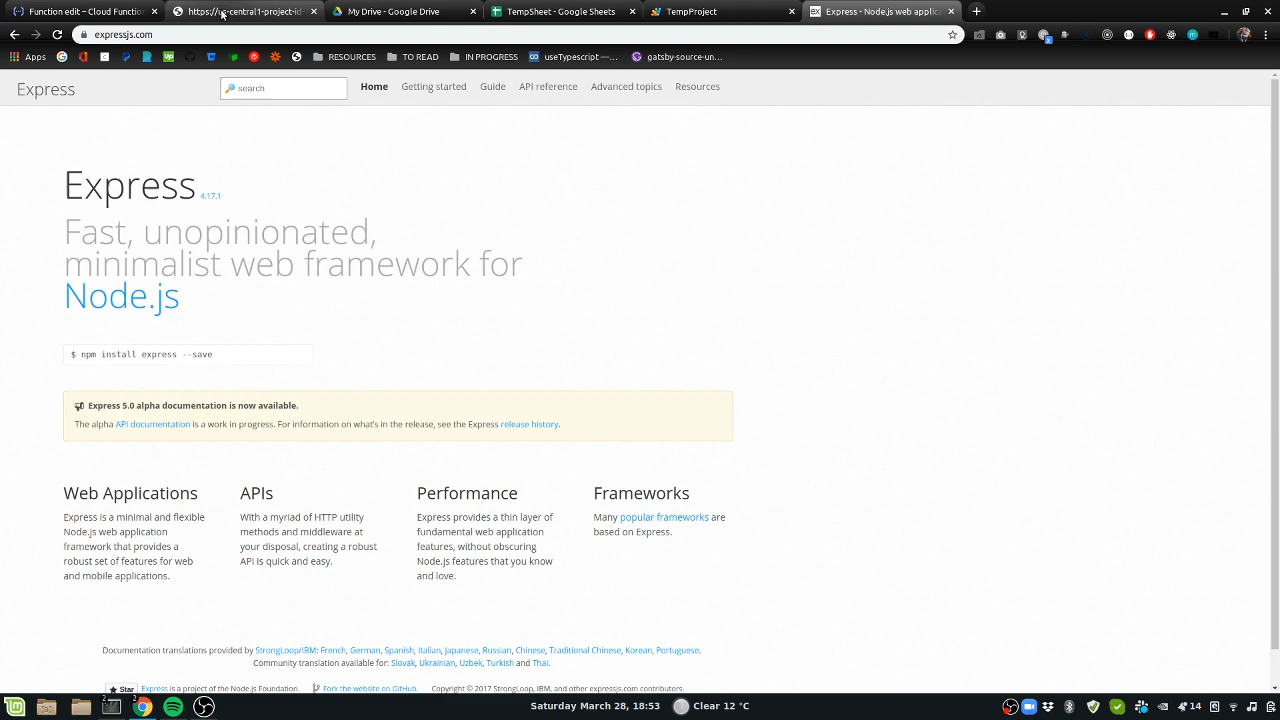 Function edit - Cloud Function
https://us-central1-project-id-
My Drive - Google Drive
TempSheet - Google Sheets
TempProject
Express - Node.js web applic
expressjs.com
Apps
RESOURCES
TO READ
IN PROGRESS
useTypescript —...
gatsby-source-un...
Express
search
Home
Getting started
Guide
API reference
Advanced topics
Resources
Express 4.17.1
Fast, unopinionated,
minimalist web framework for
Node.js
$ npm install express --save
Express 5.0 alpha documentation is now available.
The alpha API documentation is a work in progress. For information on what's in the release, see the Express release history.
Web Applications
Express is a minimal and flexible
Node.js web application
framework that provides a
robust set of features for web
and mobile applications.
APIs
With a myriad of HTTP utility
methods and middleware at
your disposal, creating a robust
API is quick and easy.
Performance
Express provides a thin layer of
fundamental web application
features, without obscuring
Node.js features that you know
and love.
Frameworks
Many popular frameworks are
based on Express.
Documentation translations provided by StrongLoop/IBM: French, German, Spanish, Italian, Japanese, Russian, Chinese, Traditional Chinese, Korean, Portuguese.
Community translation available for: Slovak, Ukrainian, Uzbek, Turkish and Thai.
Star
Express is a project of the Node.js Foundation.
Fork the website on GitHub.
Copyright © 2017 StrongLoop, IBM, and other expressjs.com contributors.
2
2
Saturday March 28, 18:53
Clear 12 °C
14